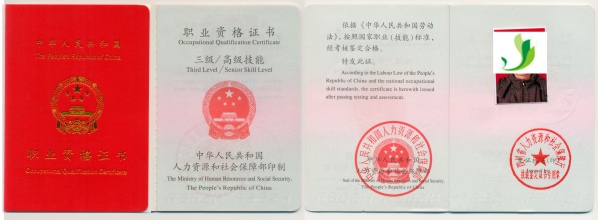 中华人民共和国
The People's Republic of China
职业资格证书
Occupational Qualification Certificate
职业资格证书
Occupational Qualification Certificate
三级/高级技能
Third Level / Senior Skill Level
中华人民共和国
人力资源和社会保障部印制
The Ministry of Human Resources and Social Security,
The People's Republic of China
依据《中华人民共和国劳动
法》，按照国家职业（技能）标准，
经考核鉴定合格。
特发此证。
According to the Labour Law of the People's
Republic of China and the national occupational
skill standards, the certificate is herewith issued
after passing testing and assessment.